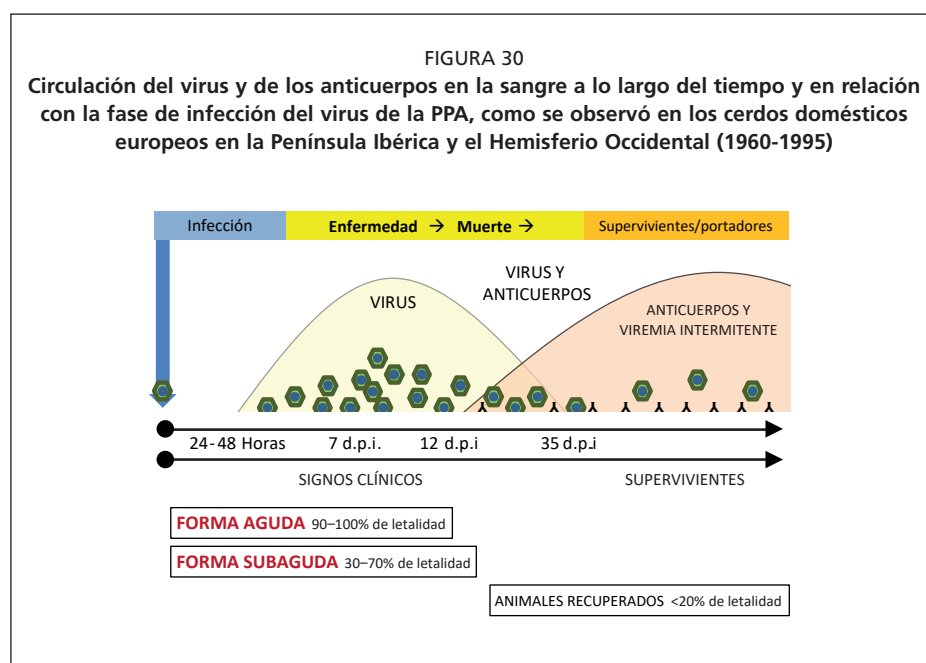 FIGURA 30
Circulación del virus y de los anticuerpos en la sangre a lo largo del tiempo y en relación
con la fase de infección del virus de la PPA, como se observó en los cerdos domésticos
europeos en la Península Ibérica y el Hemisferio Occidental (1960-1995)
Infección
Enfermedad → Muerte →
Supervivientes/portadores
VIRUS
VIRUS Y
ANTICUERPOS
ANTICUERPOS Y
VIREMIA INTERMITENTE
24-48 Horas 7 d.p.i. 12 d.p.i 35 d.p.i
SIGNOS CLÍNICOS SUPERVIVIENTES
FORMA AGUDA 90–100% de letalidad
FORMA SUBAGUDA 30–70% de letalidad
ANIMALES RECUPERADOS <20% de letalidad